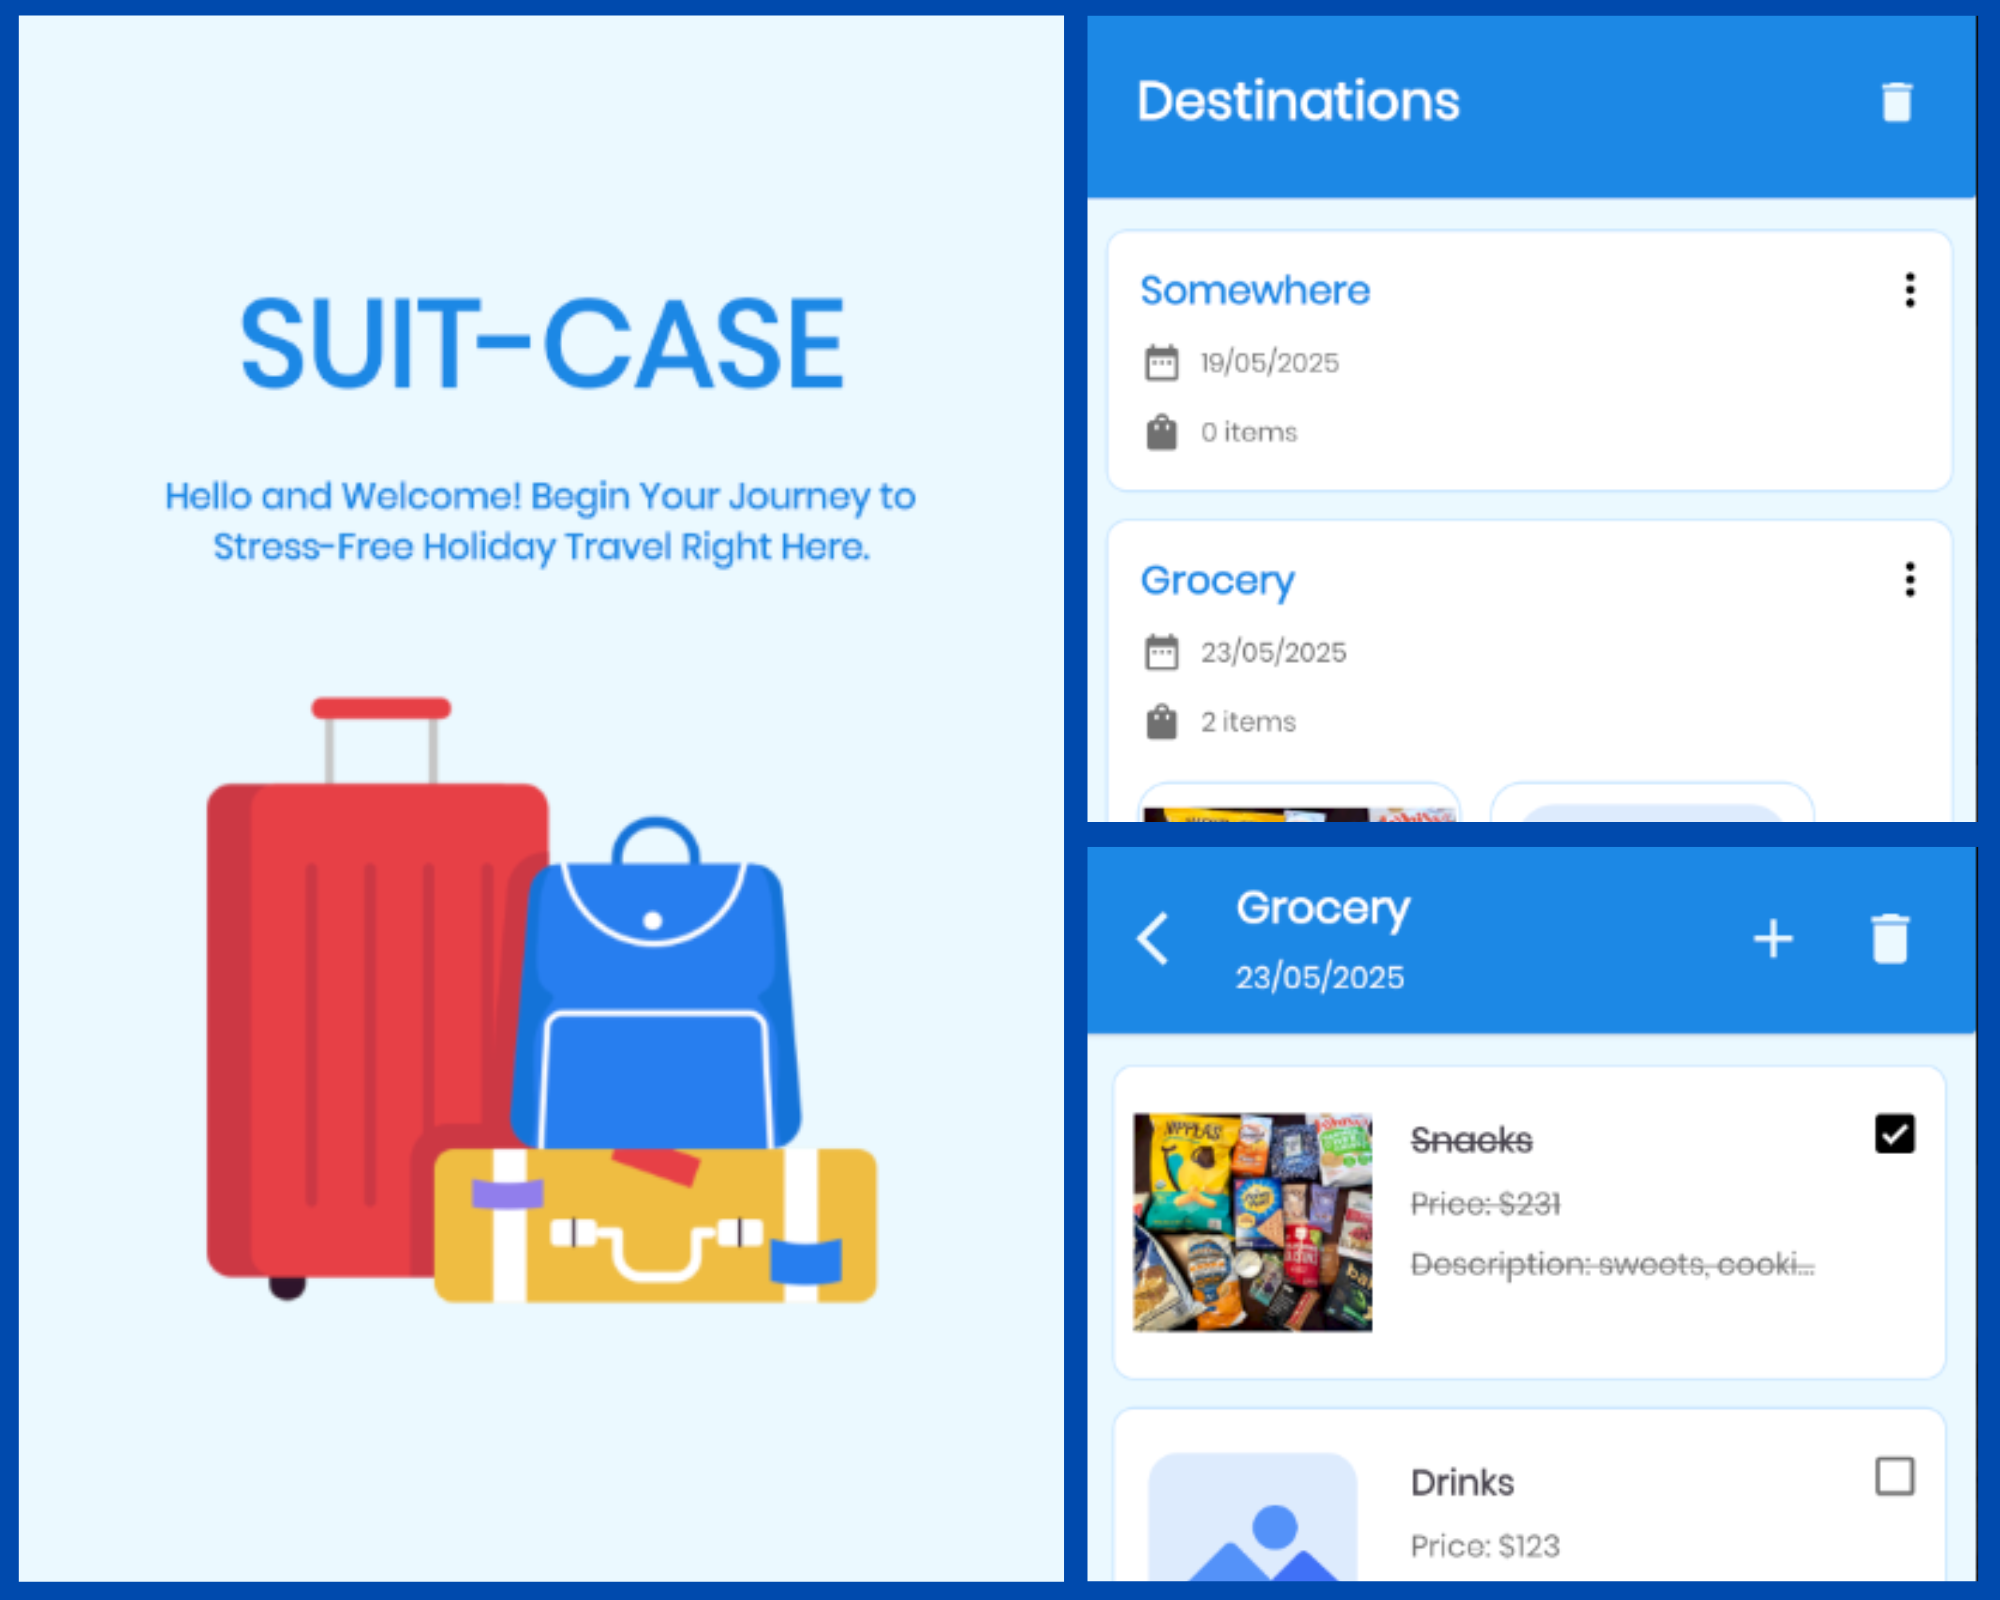 SUIT-CASE
Hello and Welcome! Begin Your Journey to
Stress-Free Holiday Travel Right Here.
Destinations
Somewhere
19/05/2025
0 items
Grocery
23/05/2025
2 items
Grocery
23/05/2025
Snacks
Price: $231
Description: sweets, cooki...
Drinks
Price: $123